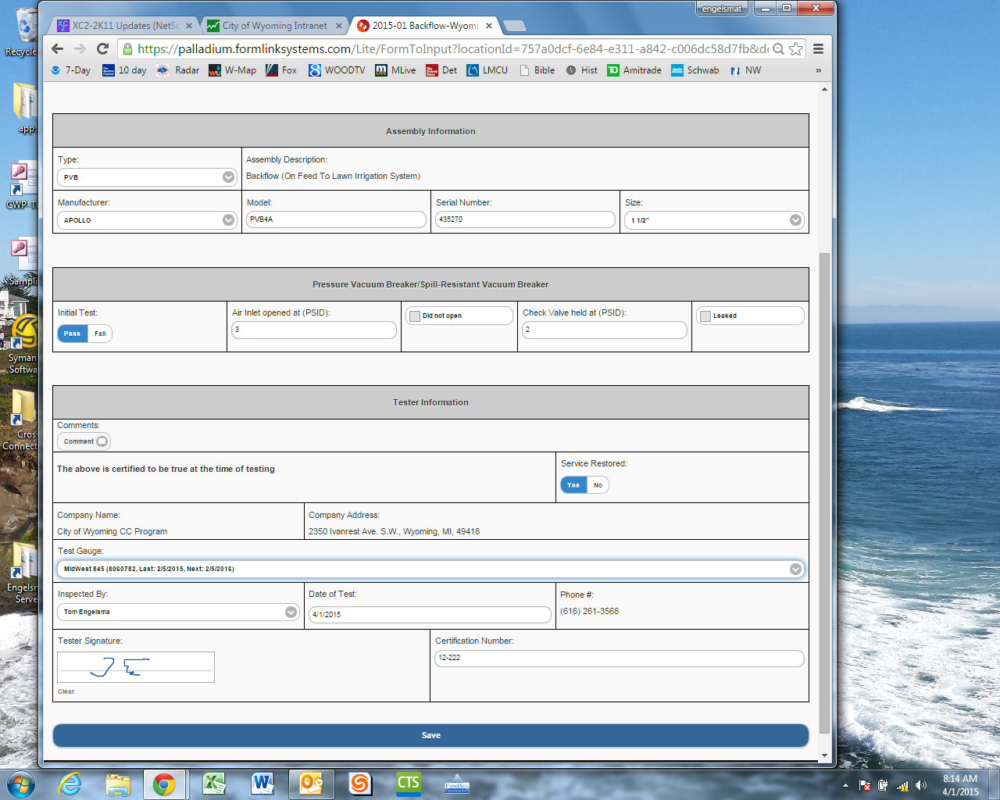 engelsmat
XC2-2K11 Updates (NetSc
City of Wyoming Intranet
2015-01 Backflow-Wyomi
https://palladium.formlinksystems.com/Lite/FormToInput?locationId=757a0dcf-6e84-e311-a842-c006dc58d7fb&de
7-Day 10 day Radar W-Map Fox WOODTV MLive Det LMCU Bible Hist Amitrade Schwab NW »
Recycle
apps
CWP-T
Sampli
Syman
Softwa
Cros
Connect
Engelsm
Serve
Assembly Information
Type:
PVB
Assembly Description:
Backflow (On Feed To Lawn Irrigation System)
Manufacturer:
APOLLO
Model:
PVB4A
Serial Number:
435270
Size:
1 1/2"
Pressure Vacuum Breaker/Spill-Resistant Vacuum Breaker
Initial Test:
Pass Fail
Air Inlet opened at (PSID):
3
Did not open
Check Valve held at (PSID):
2
Leaked
Tester Information
Comments:
Comment
The above is certified to be true at the time of testing
Service Restored:
Yes No
Company Name:
City of Wyoming CC Program
Company Address:
2350 Ivanrest Ave. S.W., Wyoming, MI, 49418
Test Gauge:
MidWest 845 (8060782, Last: 2/5/2015, Next: 2/5/2016)
Inspected By:
Tom Engelsma
Date of Test:
4/1/2015
Phone #:
(616) 261-3568
Tester Signature:
J E
Clear
Certification Number:
12-222
Save
CTS
FundAcc
8:14 AM
4/1/2015